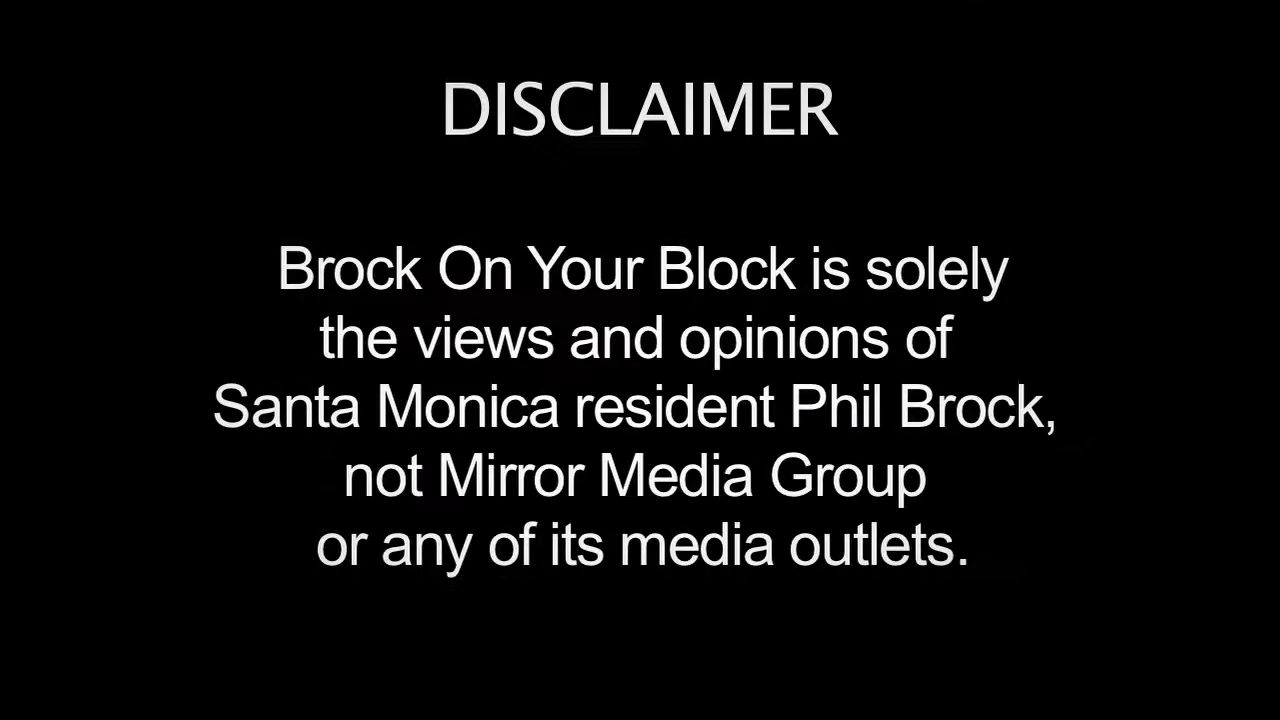 DISCLAIMER
Brock On Your Block is solely
the views and opinions of
Santa Monica resident Phil Brock,
not Mirror Media Group
or any of its media outlets.